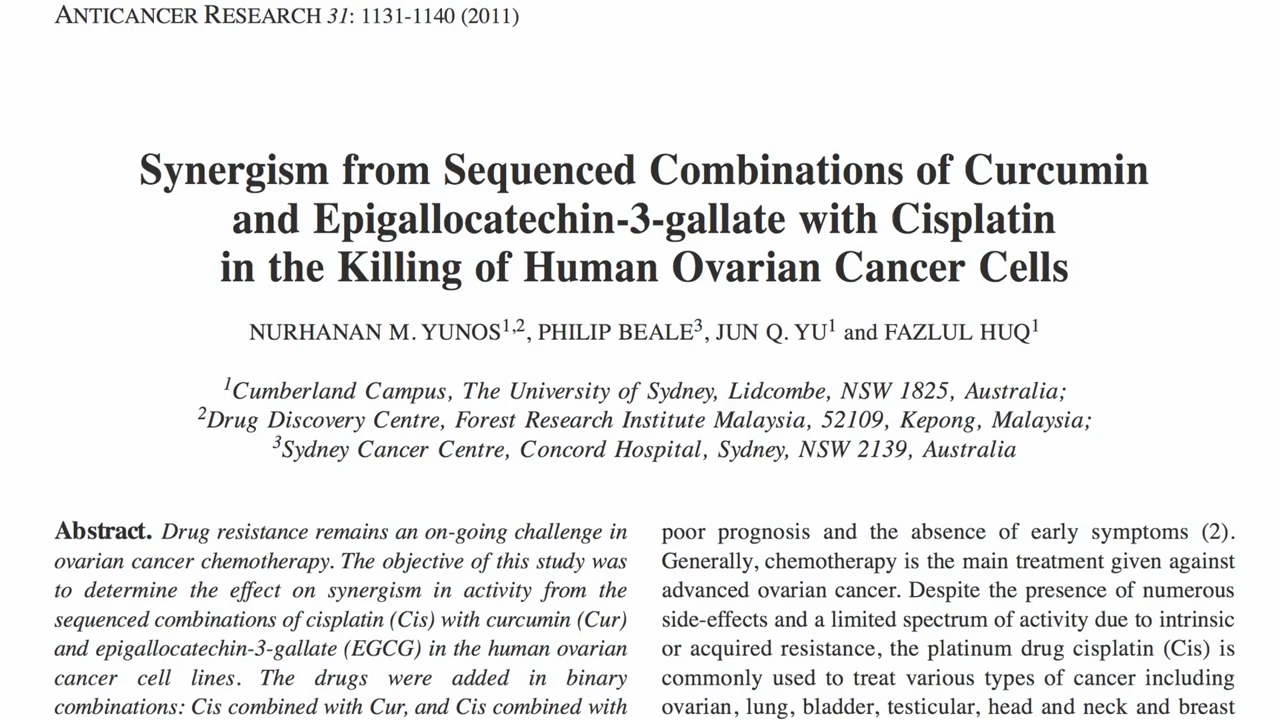 ANTICANCER RESEARCH 31: 1131-1140 (2011)
Synergism from Sequenced Combinations of Curcumin
and Epigallocatechin-3-gallate with Cisplatin
in the Killing of Human Ovarian Cancer Cells
NURHANAN M. YUNOS1,2, PHILIP BEALE3, JUN Q. YU1 and FAZLUL HUQ1
1Cumberland Campus, The University of Sydney, Lidcombe, NSW 1825, Australia;
2Drug Discovery Centre, Forest Research Institute Malaysia, 52109, Kepong, Malaysia;
3Sydney Cancer Centre, Concord Hospital, Sydney, NSW 2139, Australia
Abstract. Drug resistance remains an on-going challenge in
ovarian cancer chemotherapy. The objective of this study was
to determine the effect on synergism in activity from the
sequenced combinations of cisplatin (Cis) with curcumin (Cur)
and epigallocatechin-3-gallate (EGCG) in the human ovarian
cancer cell lines. The drugs were added in binary
combinations: Cis combined with Cur, and Cis combined with
poor prognosis and the absence of early symptoms (2).
Generally, chemotherapy is the main treatment given against
advanced ovarian cancer. Despite the presence of numerous
side-effects and a limited spectrum of activity due to intrinsic
or acquired resistance, the platinum drug cisplatin (Cis) is
commonly used to treat various types of cancer including
ovarian, lung, bladder, testicular, head and neck and breast